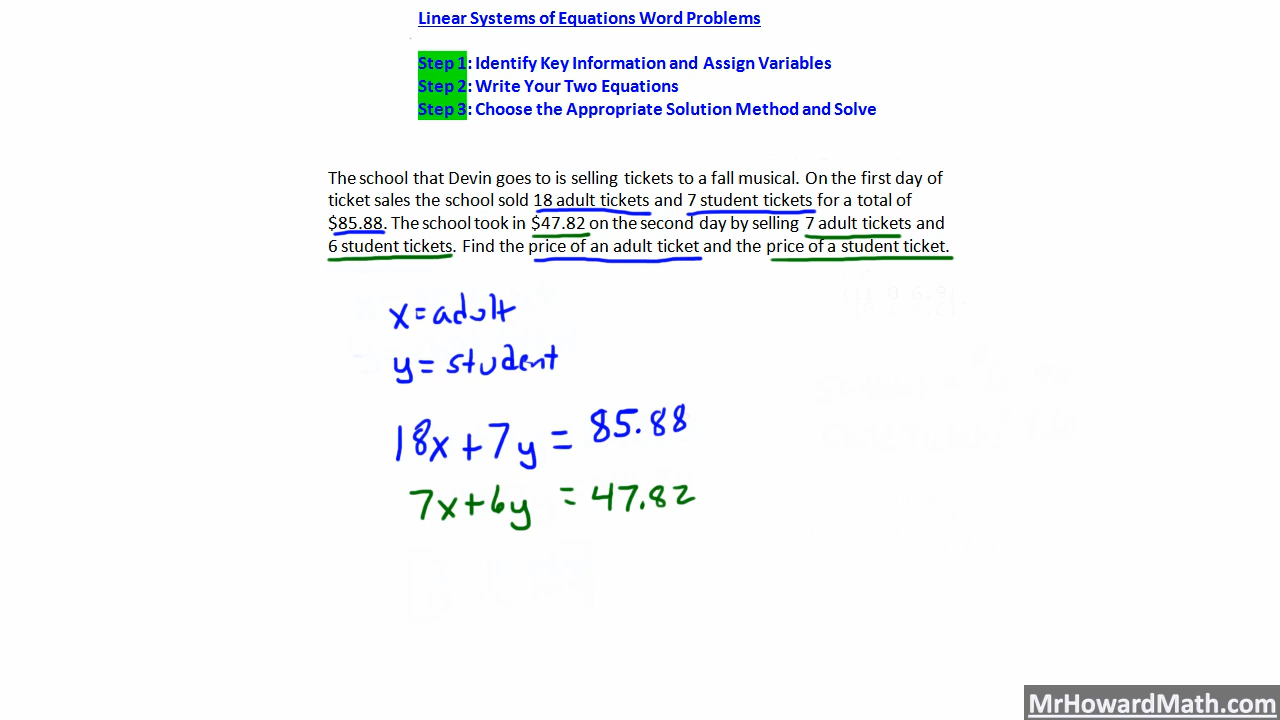 Linear Systems of Equations Word Problems
Step 1: Identify Key Information and Assign Variables
Step 2: Write Your Two Equations
Step 3: Choose the Appropriate Solution Method and Solve
The school that Devin goes to is selling tickets to a fall musical. On the first day of
ticket sales the school sold 18 adult tickets and 7 student tickets for a total of
$85.88. The school took in $47.82 on the second day by selling 7 adult tickets and
6 student tickets. Find the price of an adult ticket and the price of a student ticket.
x = adult
y = student
18x + 7y = 85.88
7x + 6y = 47.82
MrHowardMath.com